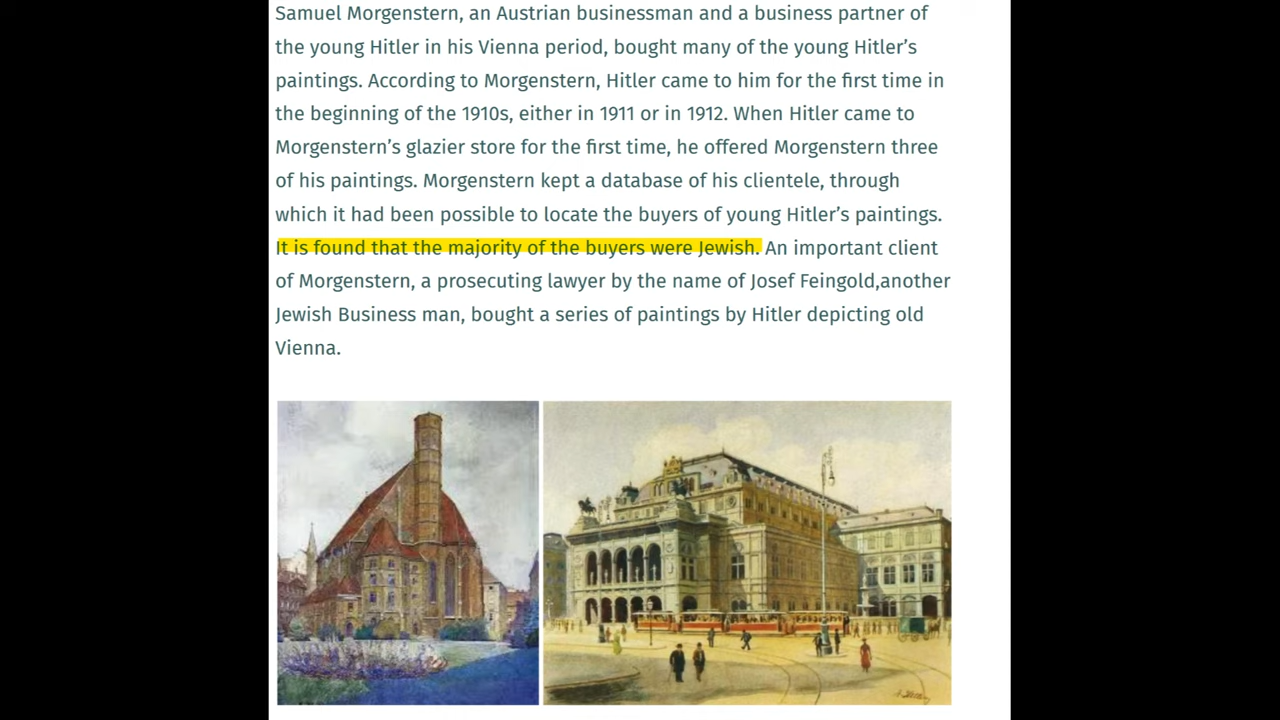 Samuel Morgenstern, an Austrian businessman and a business partner of
the young Hitler in his Vienna period, bought many of the young Hitler’s
paintings. According to Morgenstern, Hitler came to him for the first time in
the beginning of the 1910s, either in 1911 or in 1912. When Hitler came to
Morgenstern’s glazier store for the first time, he offered Morgenstern three
of his paintings. Morgenstern kept a database of his clientele, through
which it had been possible to locate the buyers of young Hitler’s paintings.
It is found that the majority of the buyers were Jewish. An important client
of Morgenstern, a prosecuting lawyer by the name of Josef Feingold,another
Jewish Business man, bought a series of paintings by Hitler depicting old
Vienna.